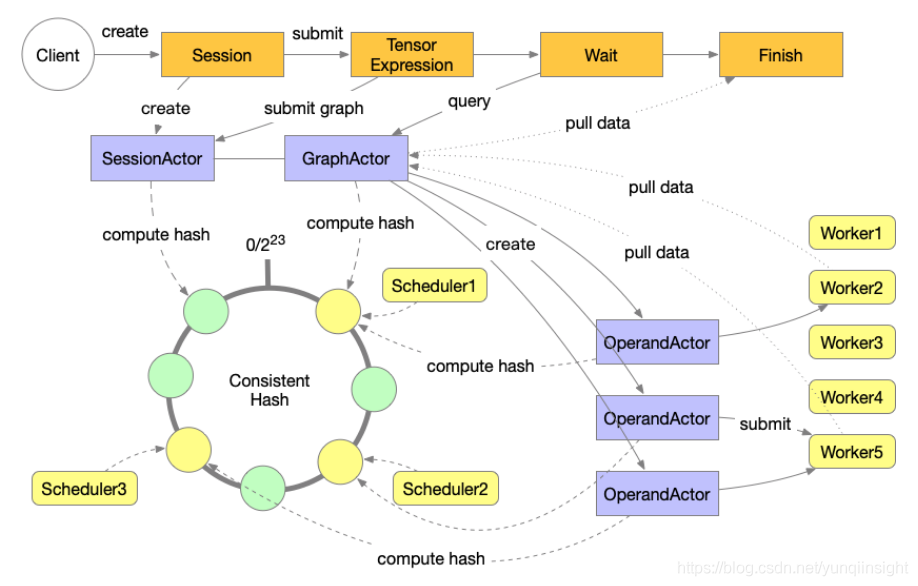 create
submit
Client
Session
Tensor
Expression
Wait
Finish
create
submit graph
query
pull data
SessionActor
GraphActor
pull data
compute hash
compute hash
0/2²³
create
pull data
Worker1
Scheduler1
Worker2
OperandActor
Worker3
compute hash
Consistent
Hash
Worker4
OperandActor
submit
Worker5
Scheduler3
Scheduler2
OperandActor
compute hash
https://blog.csdn.net/yunqiinsight